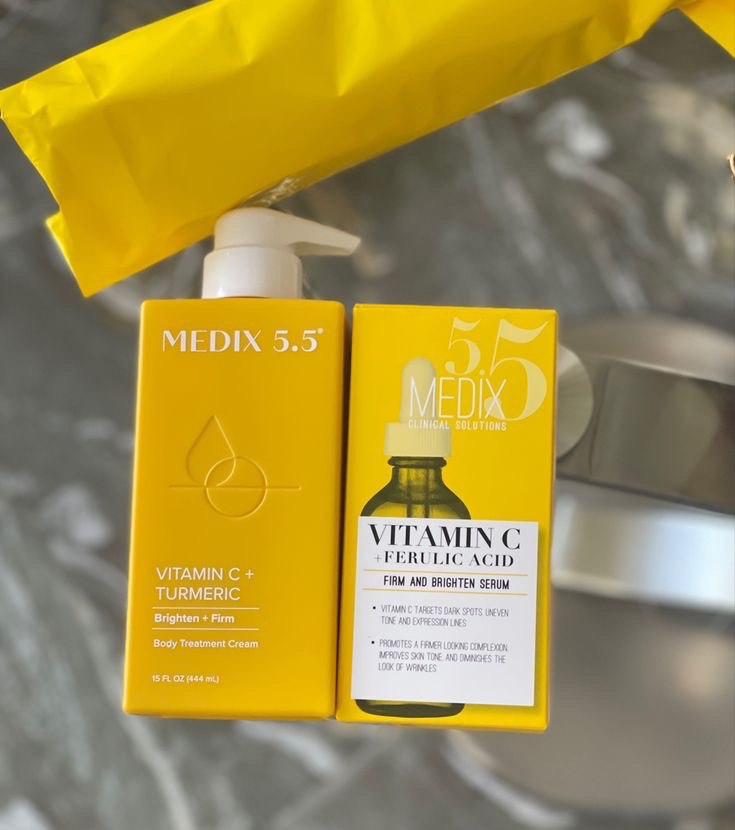 MEDIX 5.5®
VITAMIN C +
TURMERIC
Brighten + Firm
Body Treatment Cream
15 FL OZ (444 mL)
5.5
MEDIX
CLINICAL SOLUTIONS
VITAMIN C
+FERULIC ACID
FIRM AND BRIGHTEN SERUM
• VITAMIN C TARGETS DARK SPOTS, UNEVEN
TONE AND EXPRESSION LINES
• PROMOTES A FIRMER LOOKING COMPLEXION,
IMPROVES SKIN TONE, AND DIMINISHES THE
LOOK OF WRINKLES